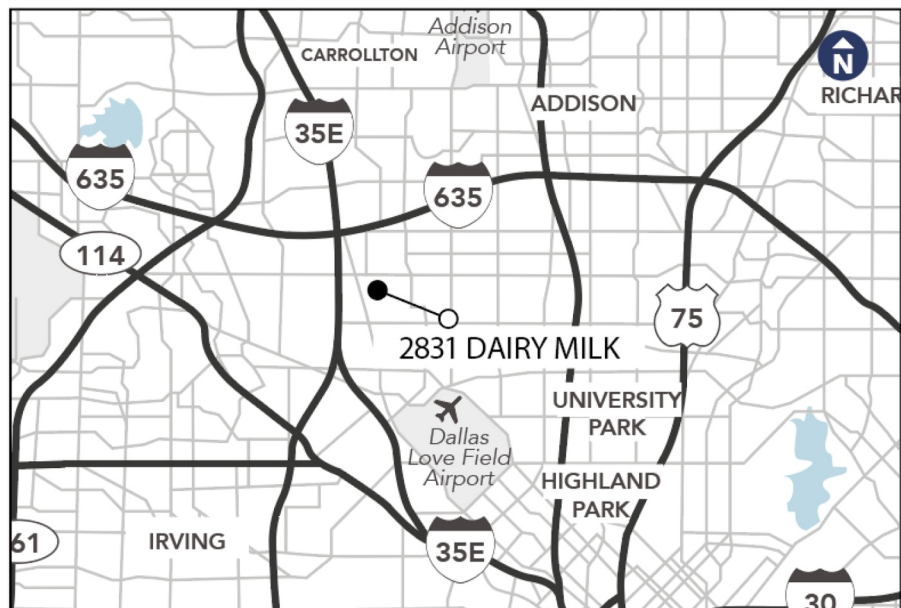 Addison
Airport
CARROLLTON
N
RICHAR
ADDISON
35E
635
635
114
75
2831 DAIRY MILK
UNIVERSITY
PARK
Dallas
Love Field
Airport
HIGHLAND
PARK
61
IRVING
35E
30